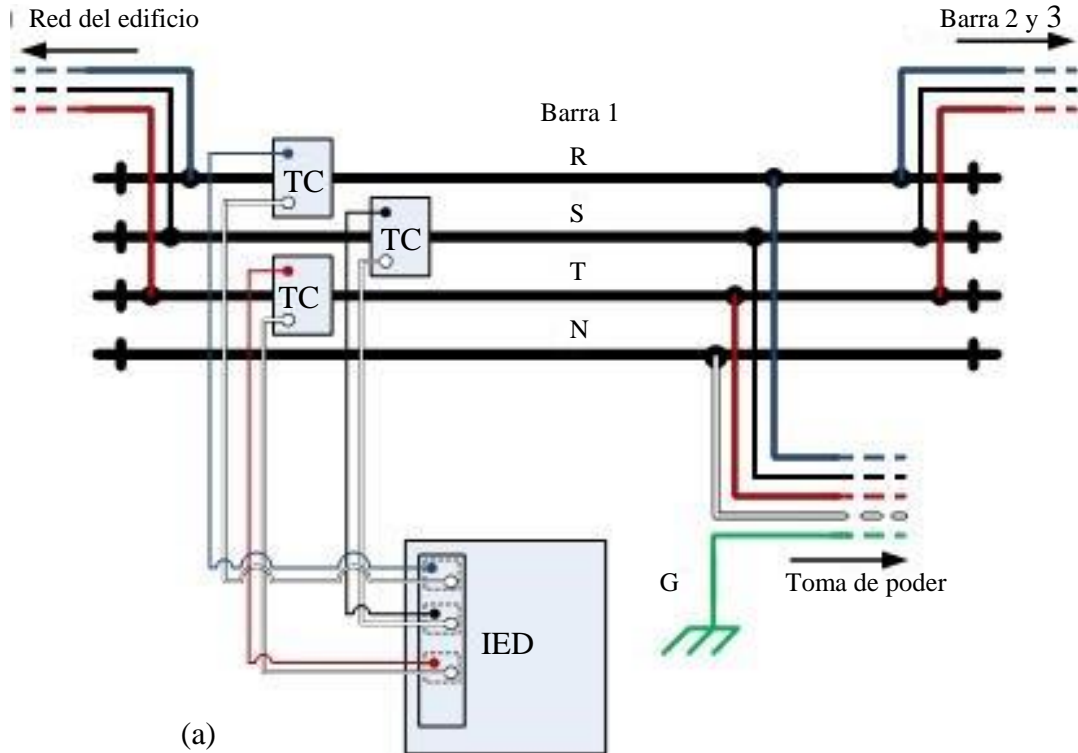 Red del edificio
Barra 2 y 3
Barra 1
R
TC
S
TC
T
TC
N
G
Toma de poder
IED
(a)